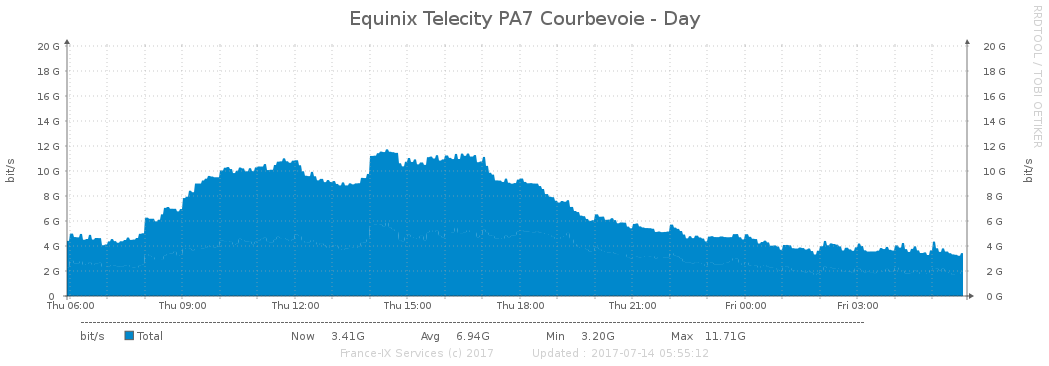 Equinix Telecity PA7 Courbevoie - Day
RRDTOOL / TOBI OETIKER
bit/s
20 G
18 G
16 G
14 G
12 G
10 G
8 G
6 G
4 G
2 G
0
20 G
18 G
16 G
14 G
12 G
10 G
8 G
6 G
4 G
2 G
0 G
bit/s
Thu 06:00 Thu 09:00 Thu 12:00 Thu 15:00 Thu 18:00 Thu 21:00 Fri 00:00 Fri 03:00
bit/s Total Now 3.41G Avg 6.94G Min 3.20G Max 11.71G
France-IX Services (c) 2017 Updated : 2017-07-14 05:55:12